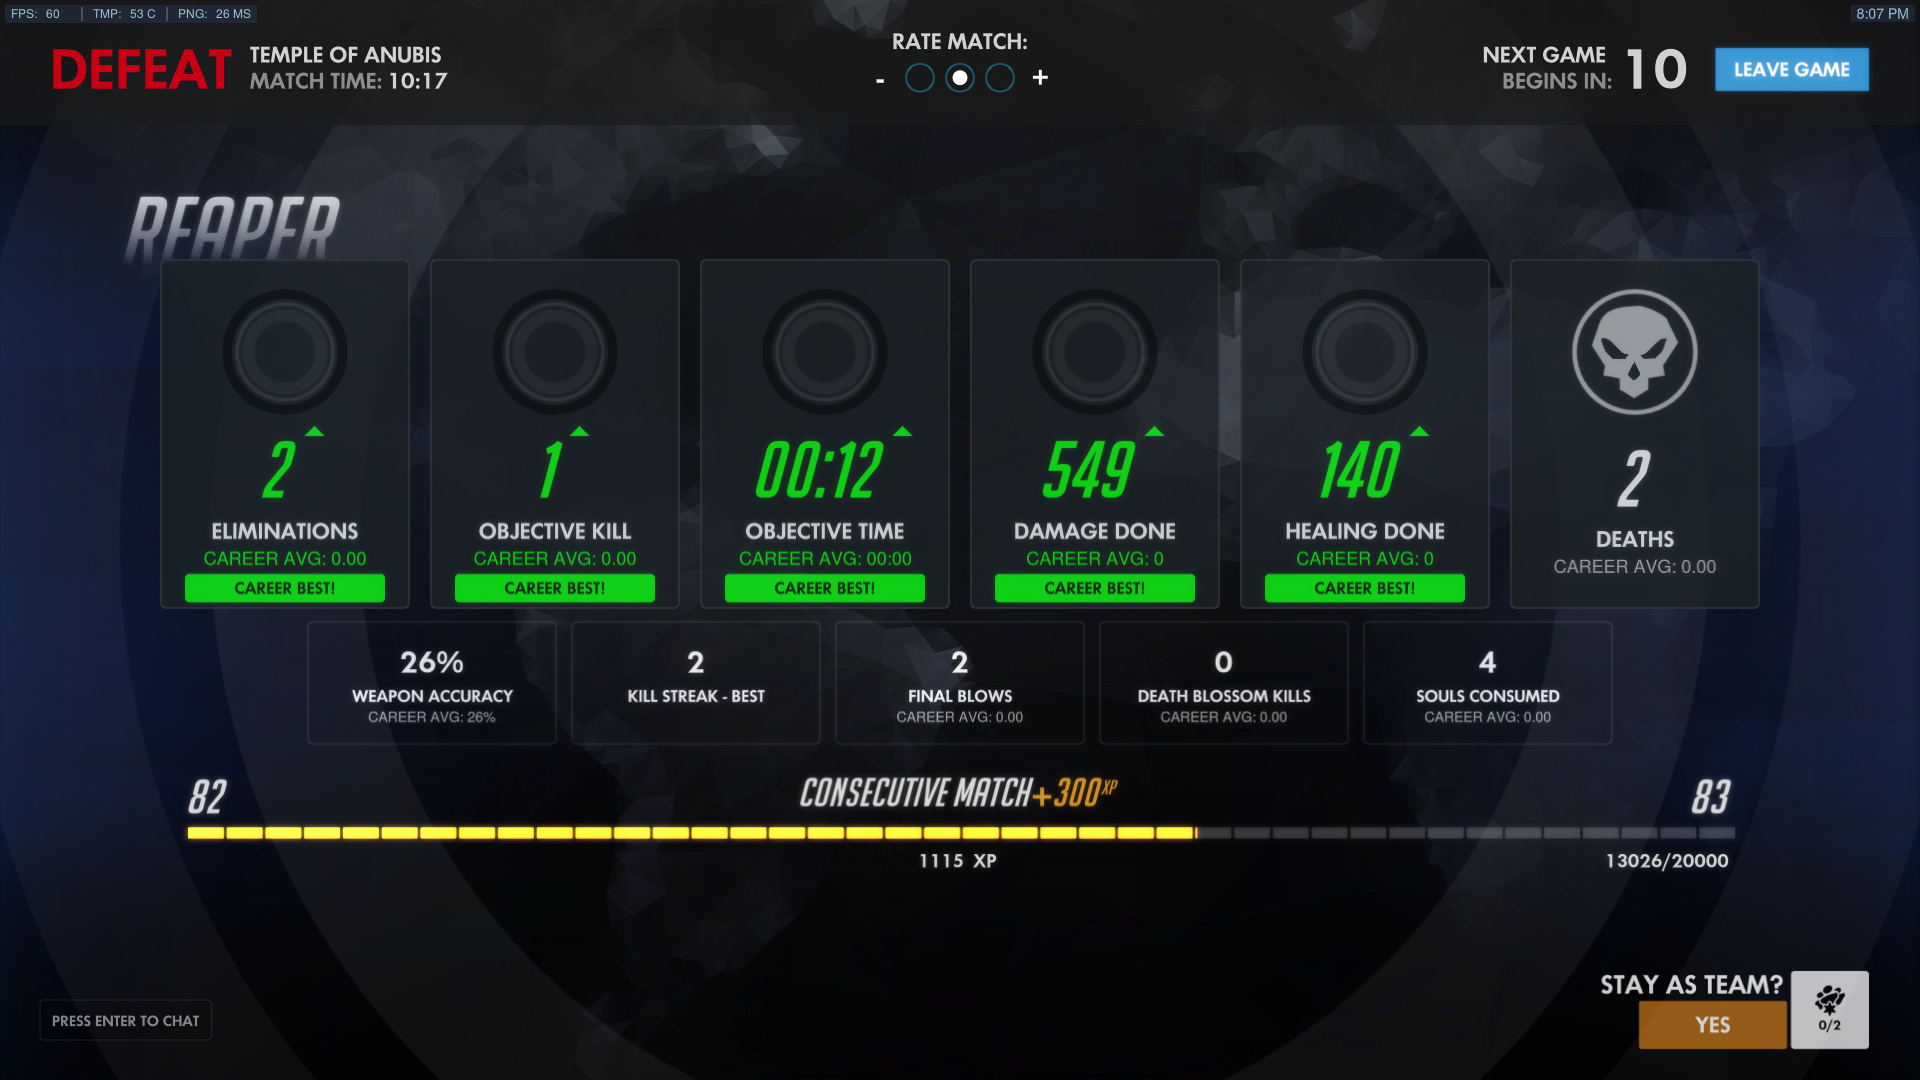 FPS: 60 | TMP: 53 C | PNG: 26 MS
8:07 PM
DEFEAT
TEMPLE OF ANUBIS
MATCH TIME: 10:17
RATE MATCH:
- +
NEXT GAME
BEGINS IN: 10
LEAVE GAME
REAPER
2
ELIMINATIONS
CAREER AVG: 0.00
CAREER BEST!
1
OBJECTIVE KILL
CAREER AVG: 0.00
CAREER BEST!
00:12
OBJECTIVE TIME
CAREER AVG: 00:00
CAREER BEST!
549
DAMAGE DONE
CAREER AVG: 0
CAREER BEST!
140
HEALING DONE
CAREER AVG: 0
CAREER BEST!
2
DEATHS
CAREER AVG: 0.00
26%
WEAPON ACCURACY
CAREER AVG: 26%
2
KILL STREAK - BEST
2
FINAL BLOWS
CAREER AVG: 0.00
0
DEATH BLOSSOM KILLS
CAREER AVG: 0.00
4
SOULS CONSUMED
CAREER AVG: 0.00
82
CONSECUTIVE MATCH+300XP
83
1115 XP
13026/20000
STAY AS TEAM?
YES
0/2
PRESS ENTER TO CHAT